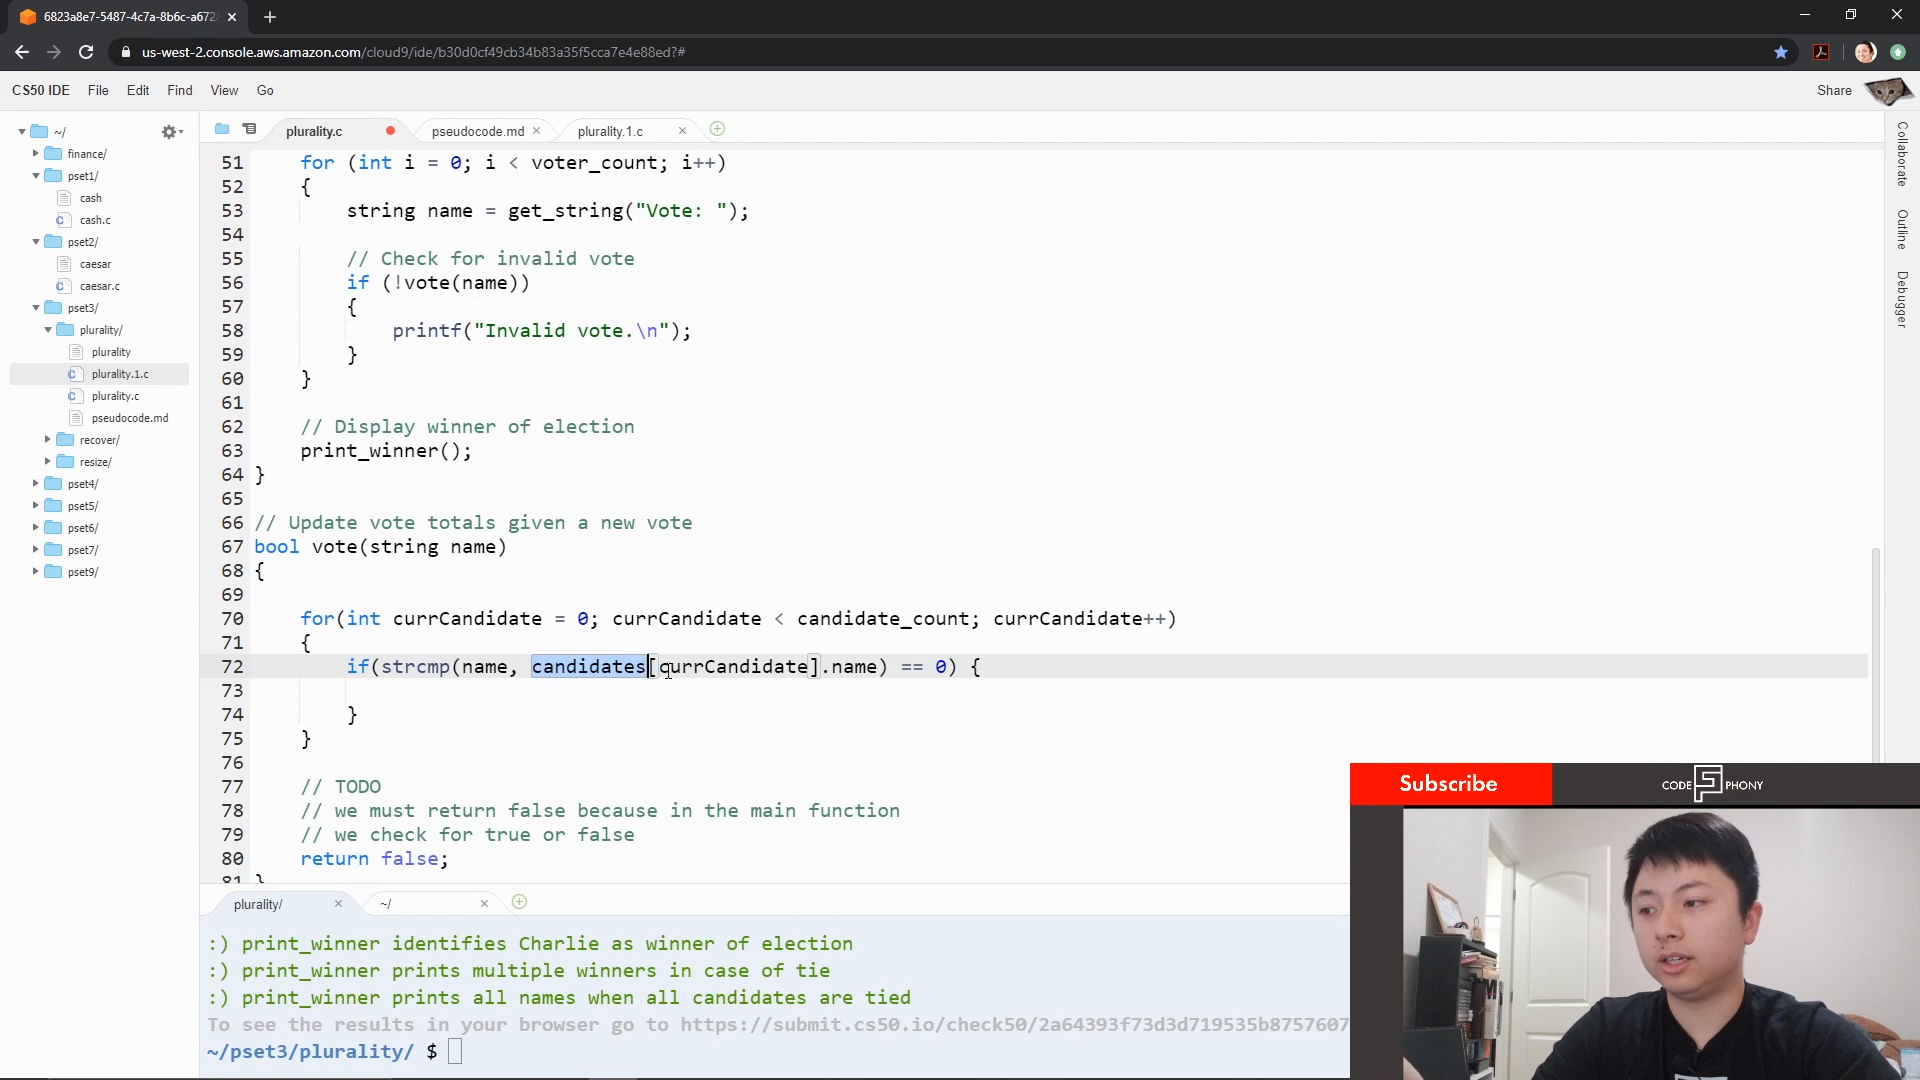 6823a8e7-5487-4c7a-8b6c-a672
us-west-2.console.aws.amazon.com/cloud9/ide/b30d0cf49cb34b83a35f5cca7e4e88ed?#
CS50 IDE File Edit Find View Go Share
~/
finance/
pset1/
cash
cash.c
pset2/
caesar
caesar.c
pset3/
plurality/
plurality
plurality.1.c
plurality.c
pseudocode.md
recover/
resize/
pset4/
pset5/
pset6/
pset7/
pset9/
plurality.c pseudocode.md plurality.1.c
51 for (int i = 0; i < voter_count; i++)
52 {
53 string name = get_string("Vote: ");
54
55 // Check for invalid vote
56 if (!vote(name))
57 {
58 printf("Invalid vote.\n");
59 }
60 }
61
62 // Display winner of election
63 print_winner();
64 }
65
66 // Update vote totals given a new vote
67 bool vote(string name)
68 {
69
70 for(int currCandidate = 0; currCandidate < candidate_count; currCandidate++)
71 {
72 if(strcmp(name, candidates[currCandidate].name) == 0) {
73
74 }
75 }
76
77 // TODO
78 // we must return false because in the main function
79 // we check for true or false
80 return false;
81 }
Collaborate
Outline
Debugger
plurality/ ~/
:) print_winner identifies Charlie as winner of election
:) print_winner prints multiple winners in case of tie
:) print_winner prints all names when all candidates are tied
To see the results in your browser go to https://submit.cs50.io/check50/2a64393f73d3d719535b8757607
~/pset3/plurality/ $
Subscribe
CODE PHONY